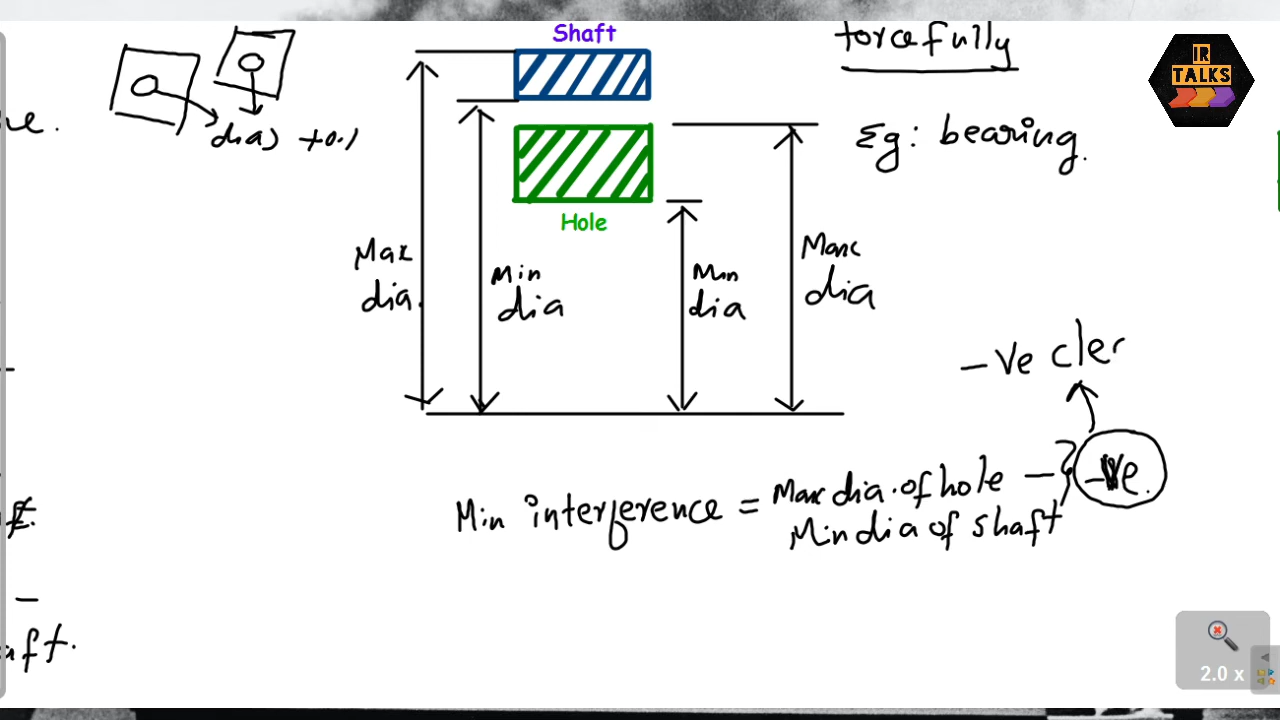 Shaft
forcefully
IR
TALKS
dia) +0.1
Eg: bearing.
Hole
Max
dia.
Min
dia
Min
dia
Max
dia
-ve cler
Min interference = Max dia. of hole - } -ve.
Min dia of shaft
aft.
2.0 x